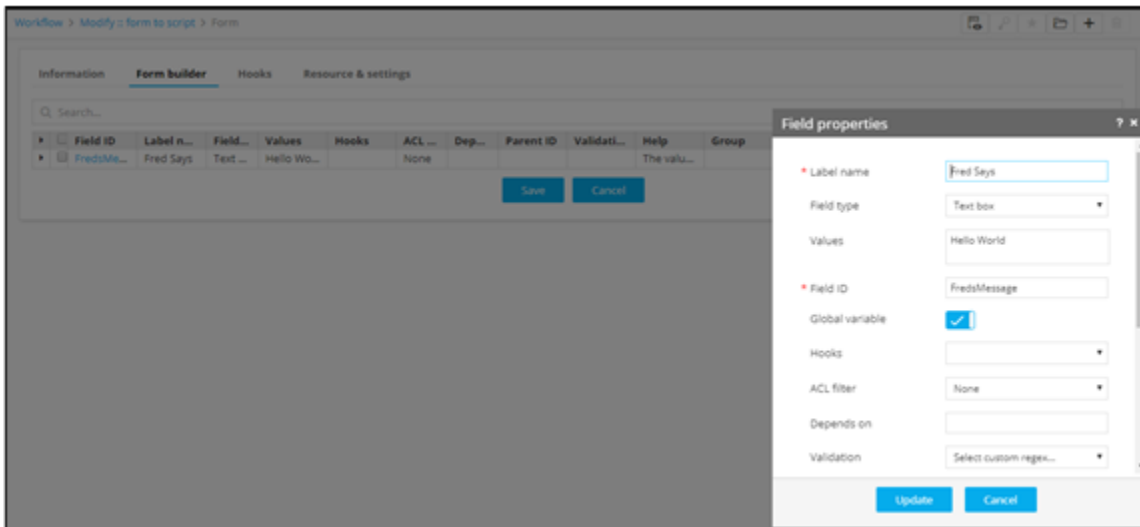 Workflow > Modify :: form to script > Form
Information Form builder Hooks Resource & settings
Search...
Field ID Label n... Field... Values Hooks ACL ... Dep... Parent ID Validati... Help Group
FredsMe... Fred Says Text ... Hello Wo... None The valu...
Save Cancel
Field properties ? ×
* Label name Fred Says
Field type Text box
Values Hello World
* Field ID FredsMessage
Global variable
Hooks
ACL filter None
Depends on
Validation Select custom regex...
Update Cancel